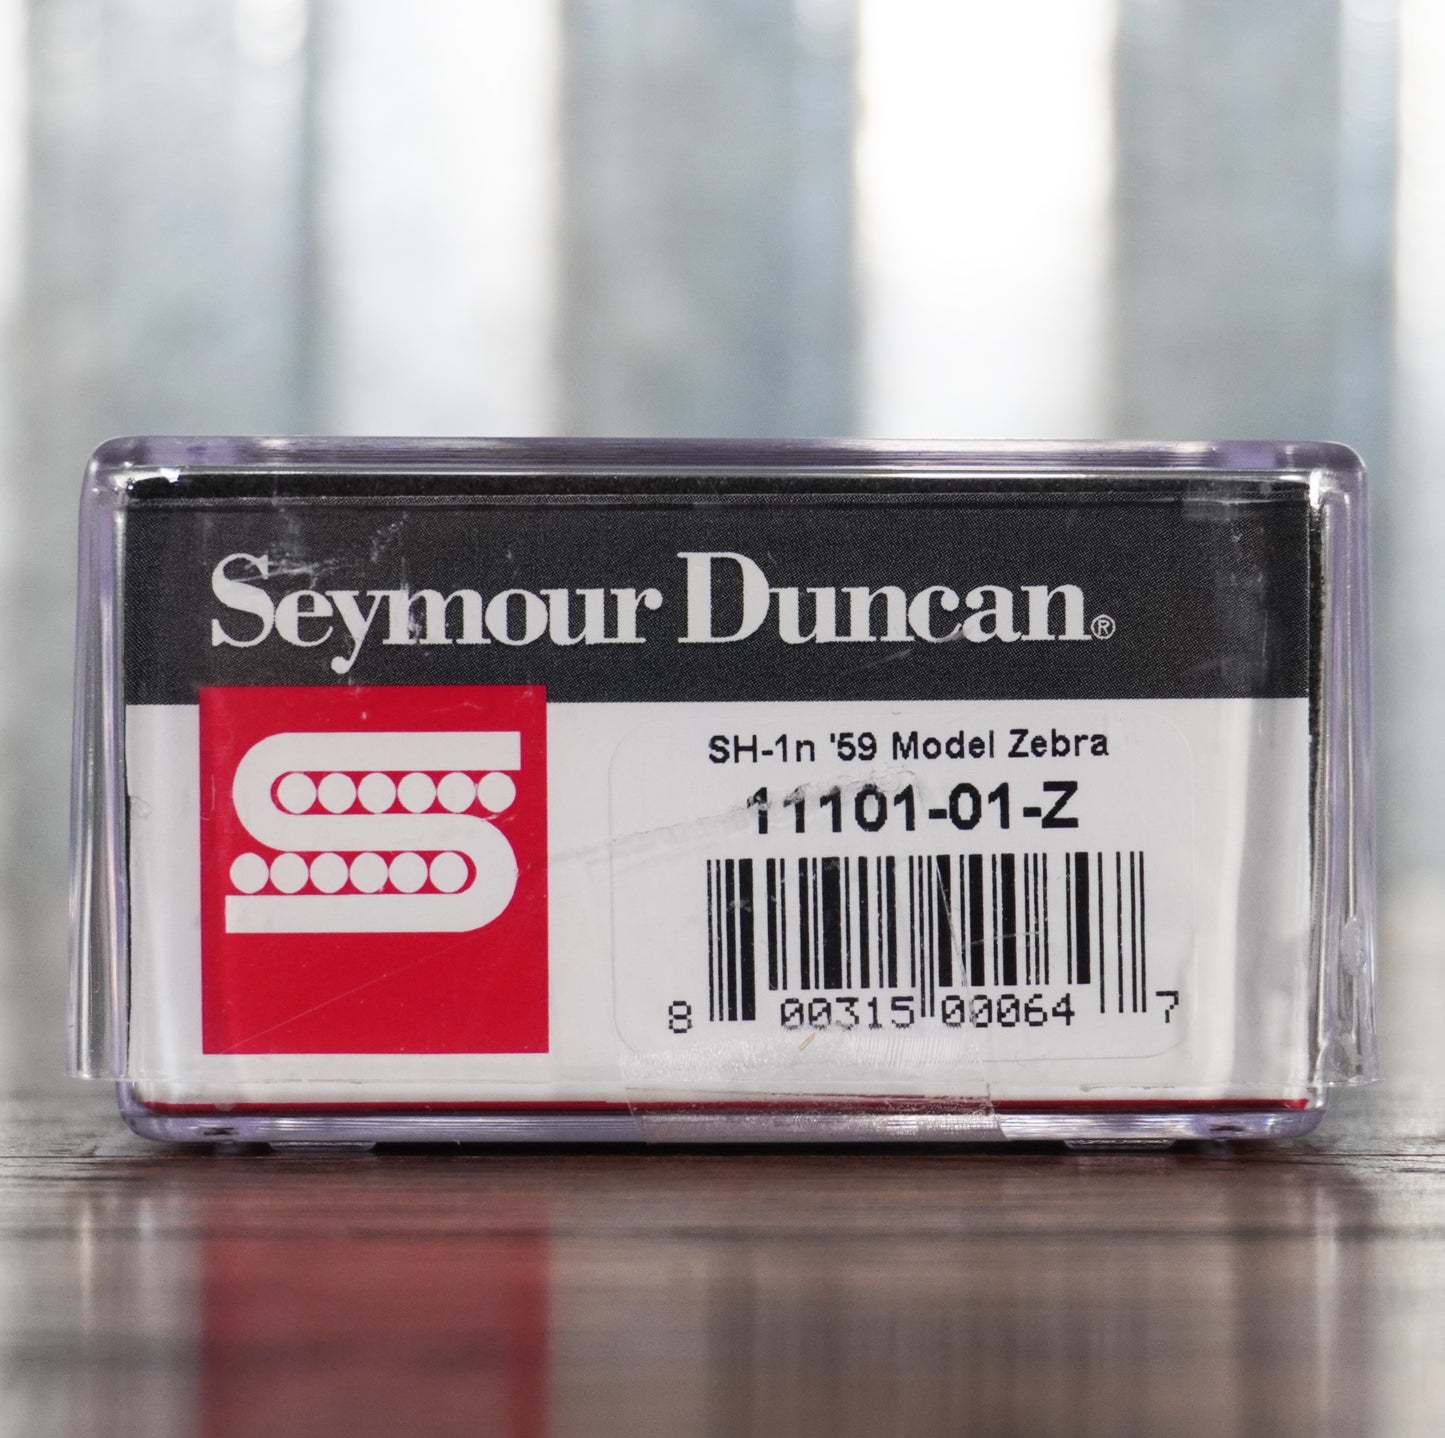 Seymour Duncan®
SH-1n '59 Model Zebra
11101-01-Z
8 00315 00064 7